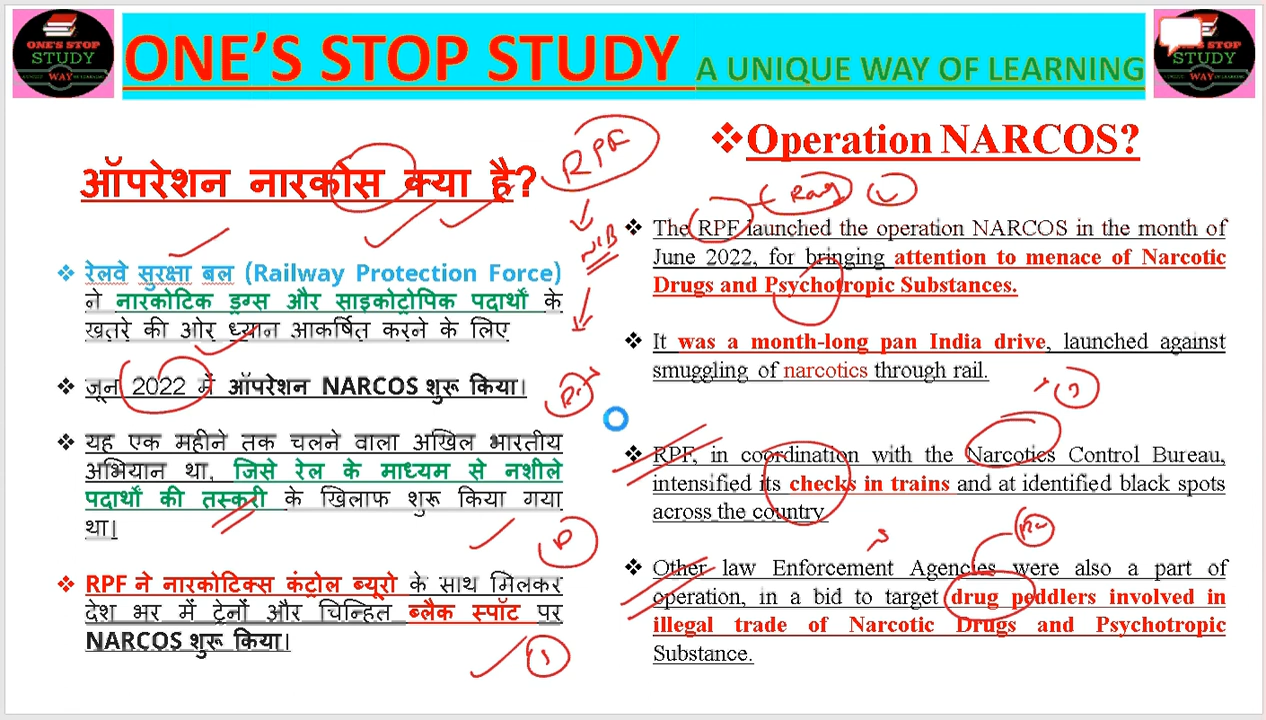 ONE'S STOP
STUDY
WAY
ONE'S STOP STUDY A UNIQUE WAY OF LEARNING
ONE'S STOP
STUDY
WAY
ऑपरेशन नारकोस क्या है?
रेलवे सुरक्षा बल (Railway Protection Force)
ने नारकोटिक ड्रग्स और साइकोट्रोपिक पदार्थों के
खतरे की ओर ध्यान आकर्षित करने के लिए
जून 2022 में ऑपरेशन NARCOS शुरू किया।
यह एक महीने तक चलने वाला अखिल भारतीय
अभियान था, जिसे रेल के माध्यम से नशीले
पदार्थों की तस्करी के खिलाफ शुरू किया गया
था।
RPF ने नारकोटिक्स कंट्रोल ब्यूरो के साथ मिलकर
देश भर में ट्रेनों और चिन्हित ब्लैक स्पॉट पर
NARCOS शुरू किया।
RPF
Operation NARCOS?
The RPF launched the operation NARCOS in the month of
June 2022, for bringing attention to menace of Narcotic
Drugs and Psychotropic Substances.
It was a month-long pan India drive, launched against
smuggling of narcotics through rail.
RPF, in coordination with the Narcotics Control Bureau,
intensified its checks in trains and at identified black spots
across the country
Other law Enforcement Agencies were also a part of
operation, in a bid to target drug peddlers involved in
illegal trade of Narcotic Drugs and Psychotropic
Substance.